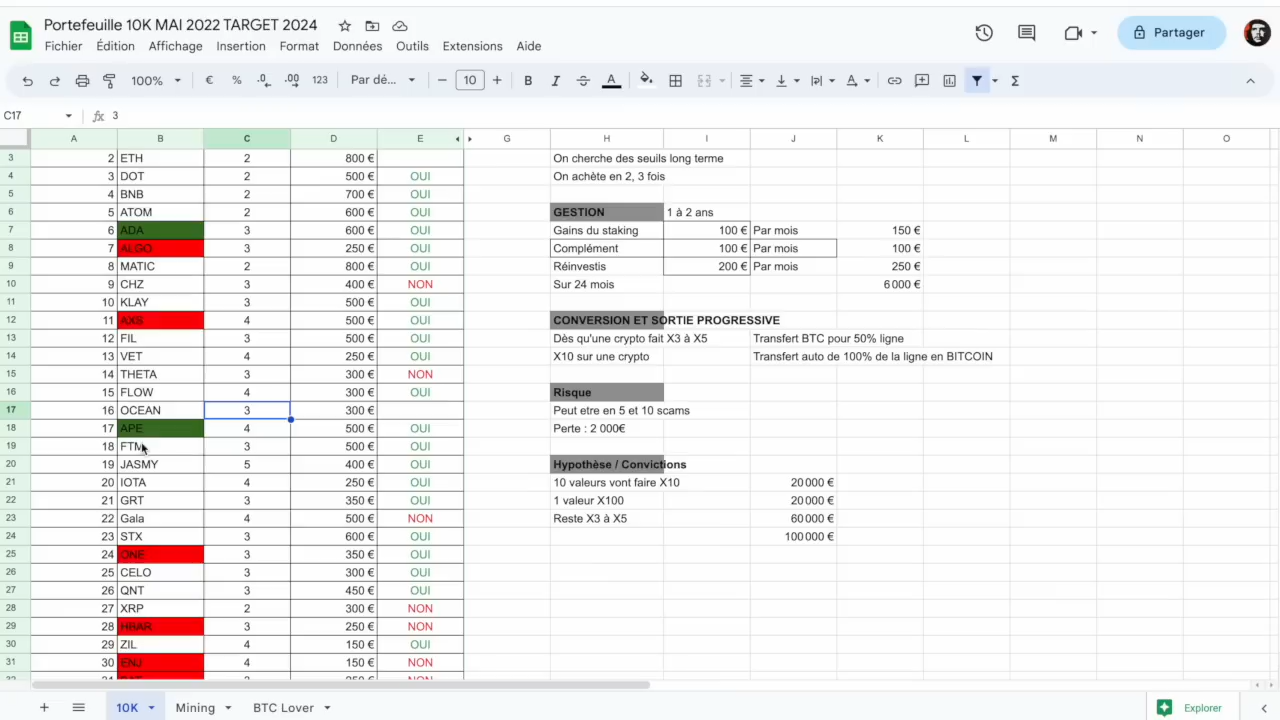 Portefeuille 10K MAI 2022 TARGET 2024
Fichier Édition Affichage Insertion Format Données Outils Extensions Aide
Partager
100% € % .0 .00 123 Par dé... − 10 + B I S A Σ
C17 fx 3
A B C D E G H I J K L M N O
3 2 ETH 2 800 € On cherche des seuils long terme
4 3 DOT 2 500 € OUI On achète en 2, 3 fois
5 4 BNB 2 700 € OUI
6 5 ATOM 2 600 € OUI GESTION 1 à 2 ans
7 6 ADA 3 600 € OUI Gains du staking 100 € Par mois 150 €
8 7 ALGO 3 250 € OUI Complément 100 € Par mois 100 €
9 8 MATIC 2 800 € OUI Réinvestis 200 € Par mois 250 €
10 9 CHZ 3 400 € NON Sur 24 mois 6 000 €
11 10 KLAY 3 500 € OUI
12 11 AXS 4 500 € OUI CONVERSION ET SORTIE PROGRESSIVE
13 12 FIL 3 500 € OUI Dès qu'une crypto fait X3 à X5 Transfert BTC pour 50% ligne
14 13 VET 4 250 € OUI X10 sur une crypto Transfert auto de 100% de la ligne en BITCOIN
15 14 THETA 3 300 € NON
16 15 FLOW 4 300 € OUI Risque
17 16 OCEAN 3 300 € Peut etre en 5 et 10 scams
18 17 APE 4 500 € OUI Perte : 2 000€
19 18 FTM 3 500 € OUI
20 19 JASMY 5 400 € OUI Hypothèse / Convictions
21 20 IOTA 4 250 € OUI 10 valeurs vont faire X10 20 000 €
22 21 GRT 3 350 € OUI 1 valeur X100 20 000 €
23 22 Gala 4 500 € NON Reste X3 à X5 60 000 €
24 23 STX 3 600 € OUI 100 000 €
25 24 ONE 3 350 € OUI
26 25 CELO 3 300 € OUI
27 26 QNT 3 450 € OUI
28 27 XRP 2 300 € NON
29 28 HBAR 3 250 € NON
30 29 ZIL 4 150 € OUI
31 30 ENJ 4 150 € NON
+ 10K Mining BTC Lover Explorer